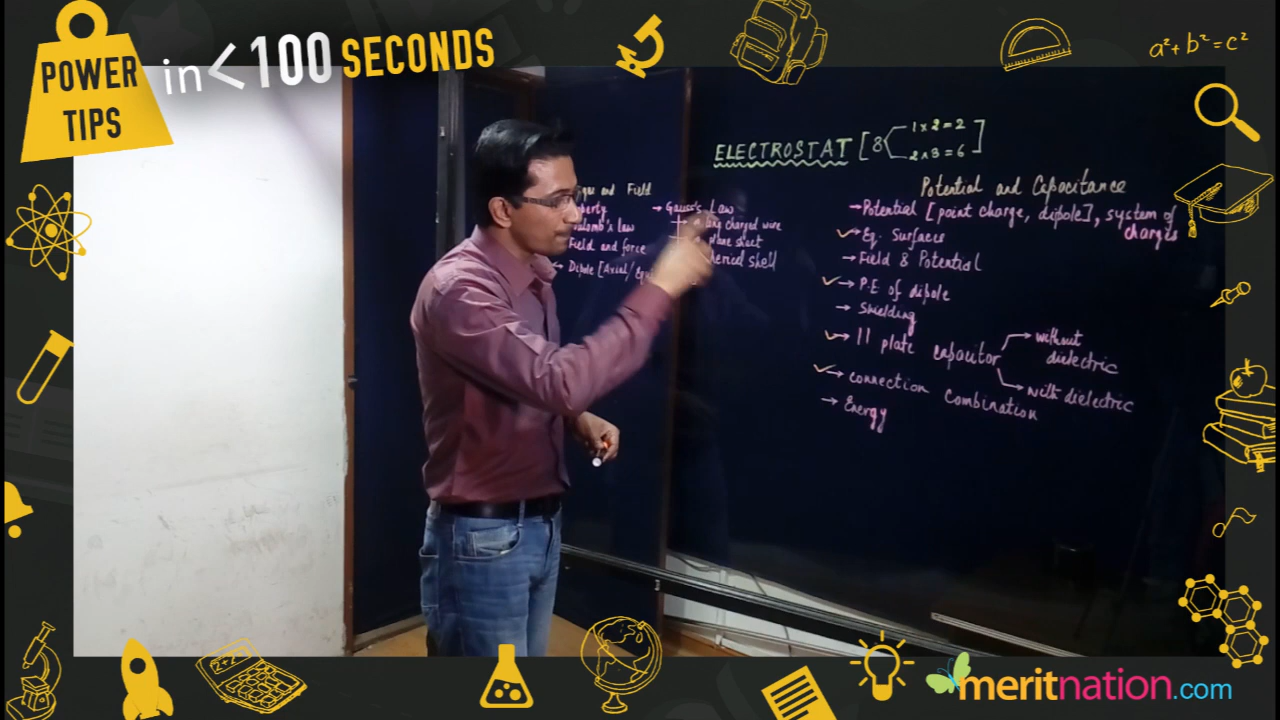 POWER TIPS
in <100 SECONDS
a²+b²=c²
ELECTROSTAT [8
1 x 2 = 2
2 x 3 = 6 ]
and Field
Law
Field and force
→ Dipole [Axial/
→ Gauss's Law
charged wire
plane sheet
shell
Potential and Capacitance
→ Potential [point charge, dipole], system of charges
✓→ Eq. Surfaces
→ Field & Potential
✓→ P.E of dipole
→ Shielding
✓→ || plate capacitor
→ without dielectric
→ with dielectric
✓→ connection Combination
→ Energy
2+2
meritnation.com